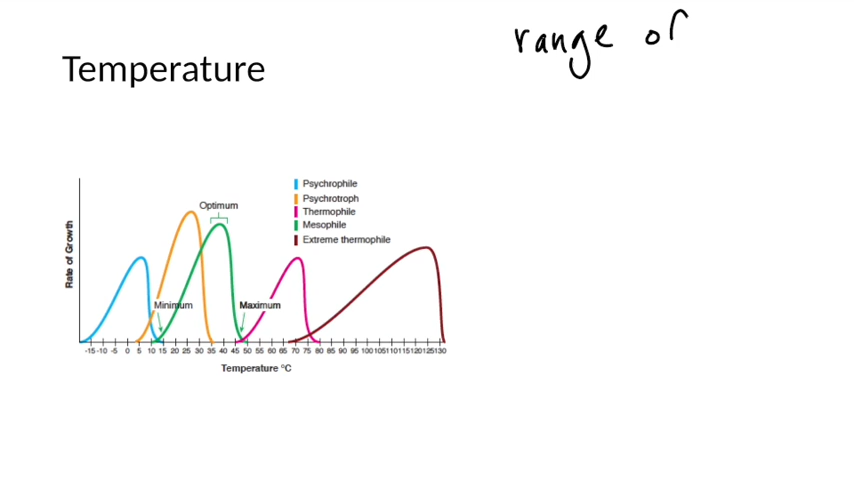 range of
Temperature
Psychrophile
Optimum
Psychrotroph
Thermophile
Mesophile
Extreme thermophile
Rate of Growth
Minimum
Maximum
-15 -10 -5 0 5 10 15 20 25 30 35 40 45 50 55 60 65 70 75 80 85 90 95 100 105 110 115 120 125 130
Temperature °C